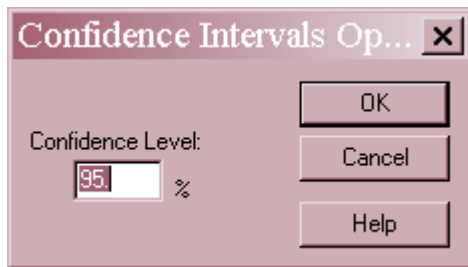 Confidence Intervals Op...
OK
Confidence Level:
Cancel
95.
%
Help